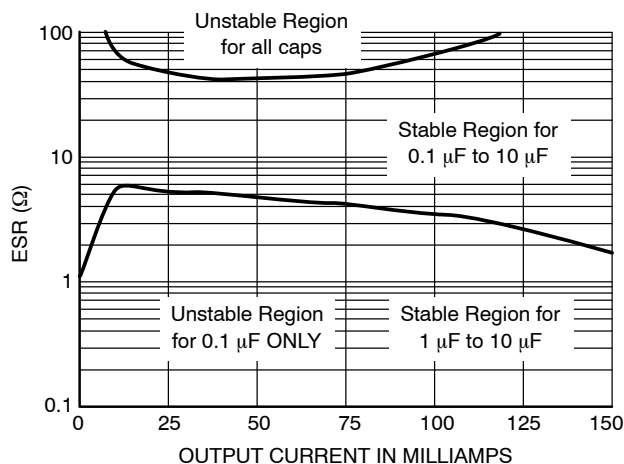 Unstable Region
for all caps
100
Stable Region for
0.1 μF to 10 μF
10
ESR (Ω)
1
Unstable Region
for 0.1 μF ONLY
Stable Region for
1 μF to 10 μF
0.1
0
25
50
75
100
125
150
OUTPUT CURRENT IN MILLIAMPS